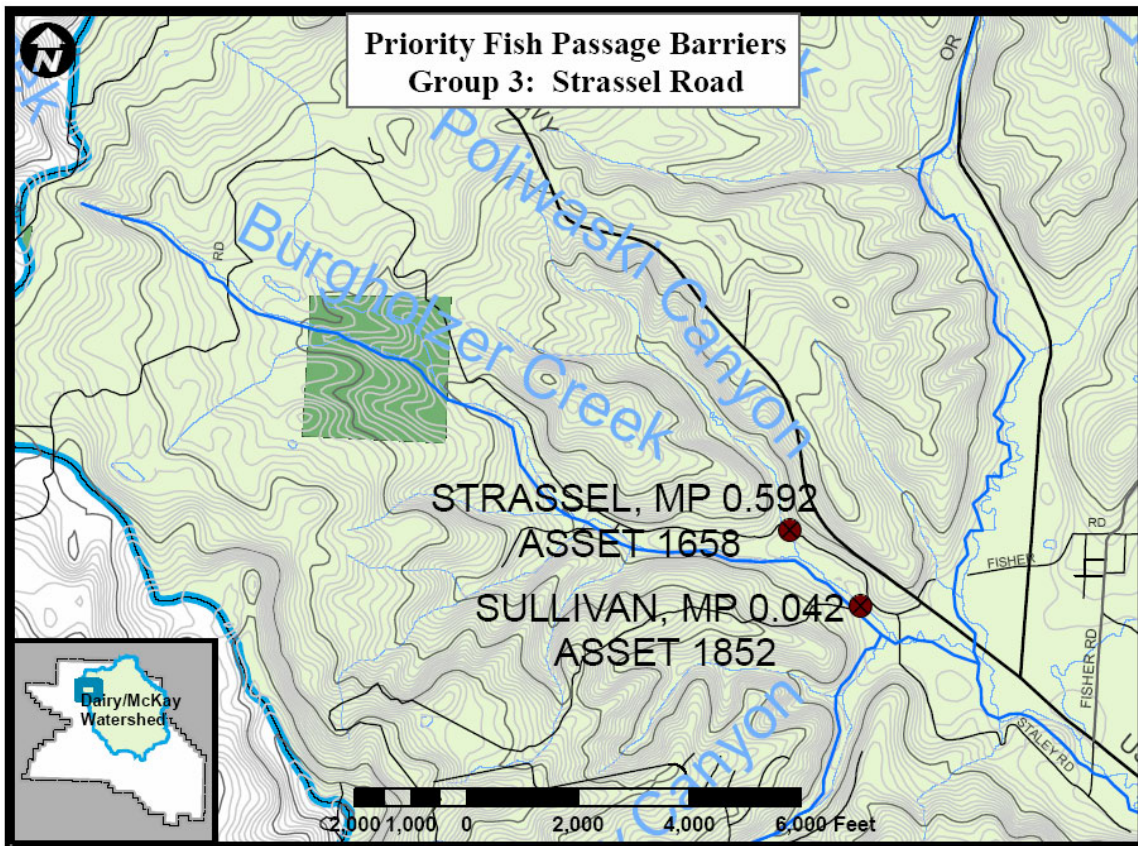 N
Priority Fish Passage Barriers
Group 3: Strassel Road
OR
Poliwaski Canyon
RD
Burgholzer Creek
STRASSEL, MP 0.592
ASSET 1658
SULLIVAN, MP 0.042
ASSET 1852
RD
FISHER
FISHER RD
STALEY RD
US
Canyon
Dairy/McKay
Watershed
2,000 1,000 0 2,000 4,000 6,000 Feet